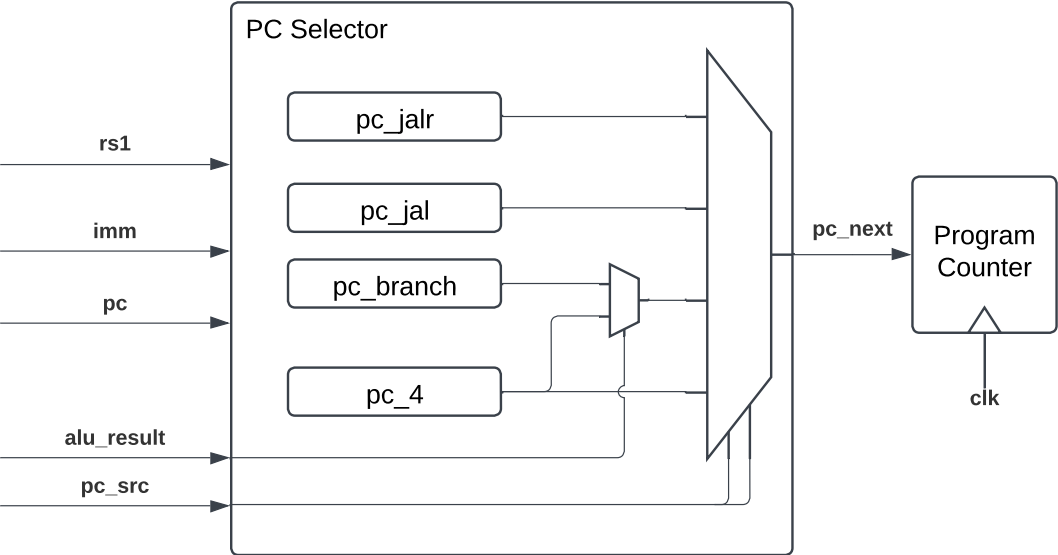 PC Selector
pc_jalr
rs1
pc_jal
imm
pc_next
Program
Counter
pc_branch
pc
pc_4
clk
alu_result
pc_src